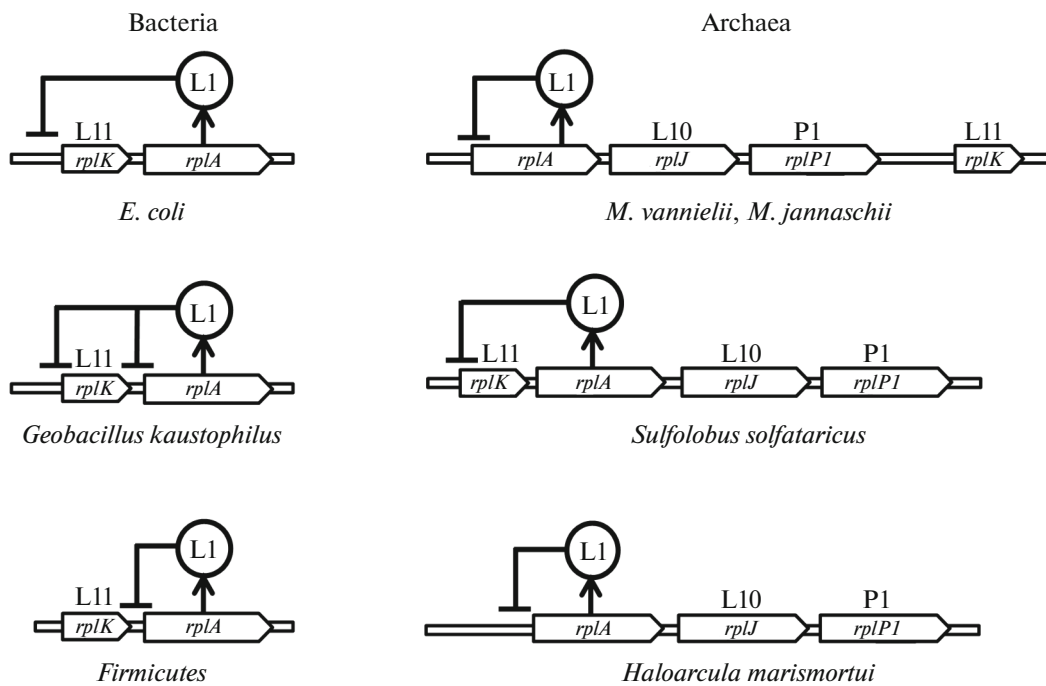 Bacteria
Archaea
L1
L11
rplK rplA
E. coli
L1
L10 P1 L11
rplA rplJ rplP1 rplK
M. vannielii, M. jannaschii
L1
L11
rplK rplA
Geobacillus kaustophilus
L1
L11 L10 P1
rplK rplA rplJ rplP1
Sulfolobus solfataricus
L1
L11
rplK rplA
Firmicutes
L1
L10 P1
rplA rplJ rplP1
Haloarcula marismortui